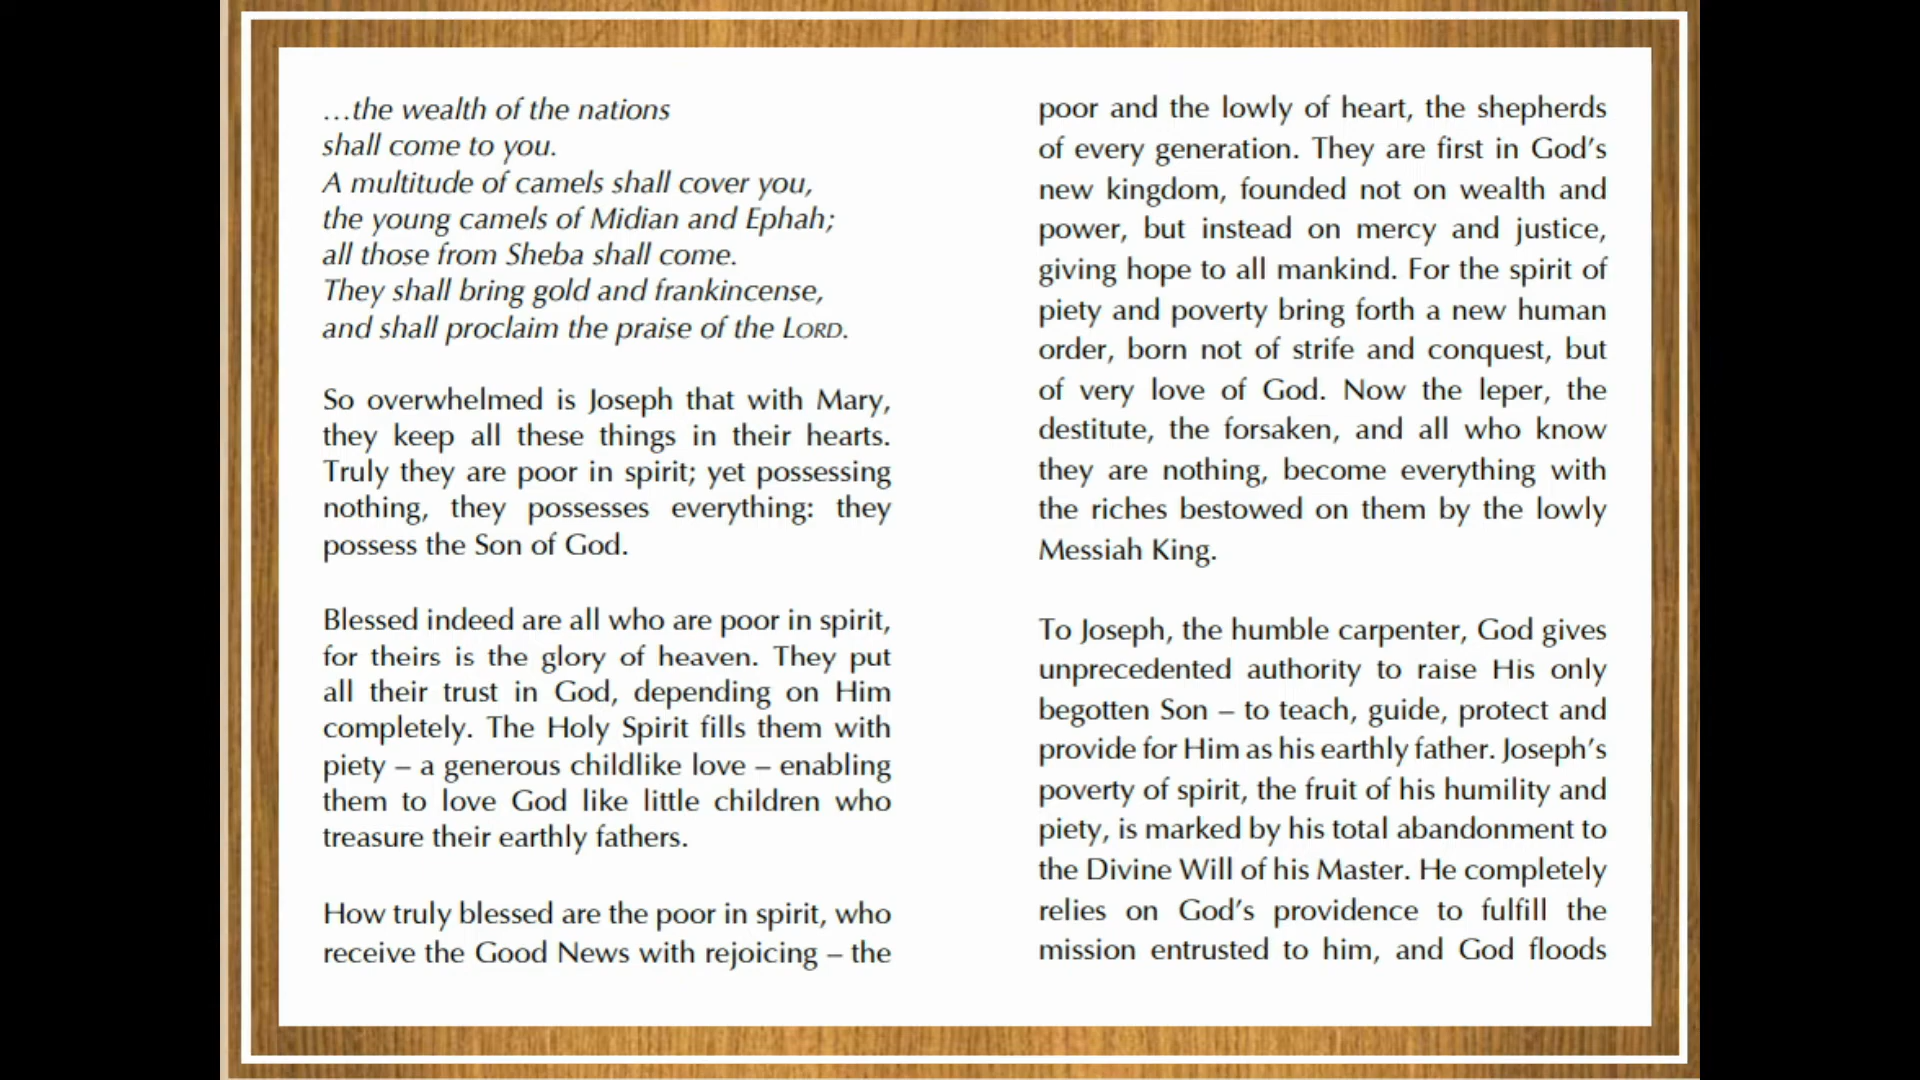 …the wealth of the nations
shall come to you.
A multitude of camels shall cover you,
the young camels of Midian and Ephah;
all those from Sheba shall come.
They shall bring gold and frankincense,
and shall proclaim the praise of the LORD.
So overwhelmed is Joseph that with Mary,
they keep all these things in their hearts.
Truly they are poor in spirit; yet possessing
nothing, they possesses everything: they
possess the Son of God.
Blessed indeed are all who are poor in spirit,
for theirs is the glory of heaven. They put
all their trust in God, depending on Him
completely. The Holy Spirit fills them with
piety – a generous childlike love – enabling
them to love God like little children who
treasure their earthly fathers.
How truly blessed are the poor in spirit, who
receive the Good News with rejoicing – the
poor and the lowly of heart, the shepherds
of every generation. They are first in God’s
new kingdom, founded not on wealth and
power, but instead on mercy and justice,
giving hope to all mankind. For the spirit of
piety and poverty bring forth a new human
order, born not of strife and conquest, but
of very love of God. Now the leper, the
destitute, the forsaken, and all who know
they are nothing, become everything with
the riches bestowed on them by the lowly
Messiah King.
To Joseph, the humble carpenter, God gives
unprecedented authority to raise His only
begotten Son – to teach, guide, protect and
provide for Him as his earthly father. Joseph’s
poverty of spirit, the fruit of his humility and
piety, is marked by his total abandonment to
the Divine Will of his Master. He completely
relies on God’s providence to fulfill the
mission entrusted to him, and God floods